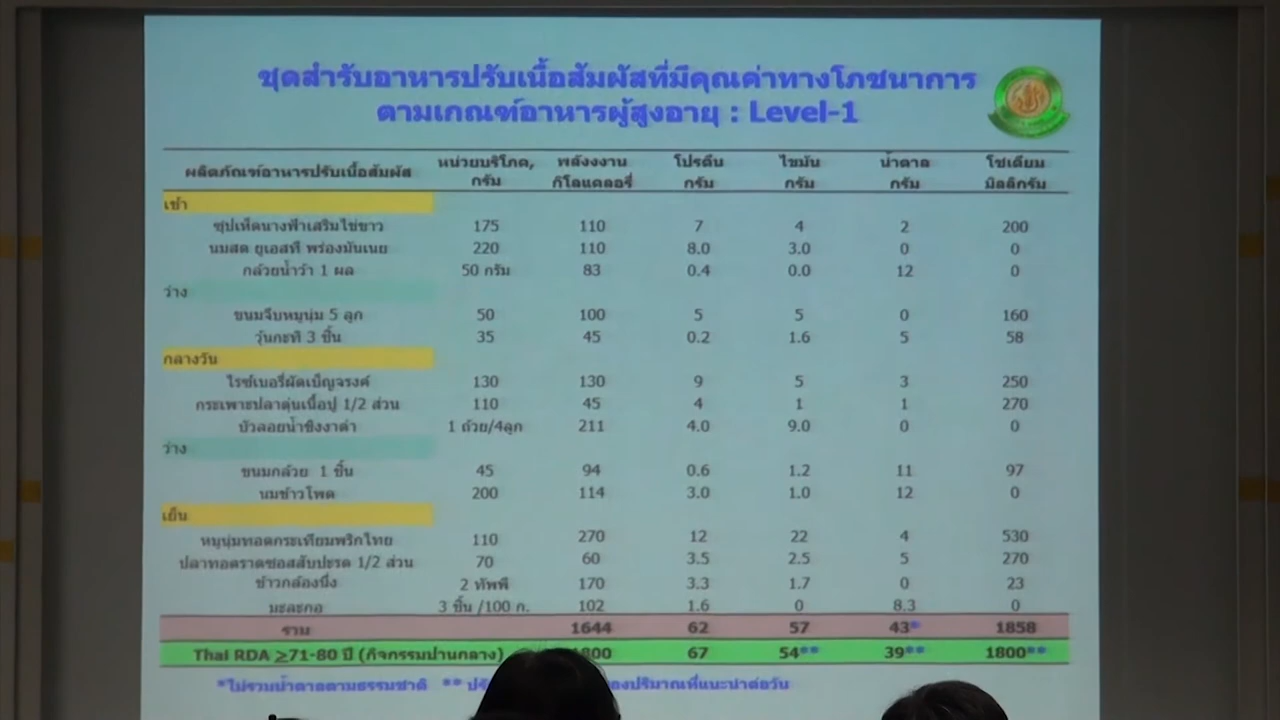 ชุดสำรับอาหารปรับเนื้อสัมผัสที่มีคุณค่าทางโภชนาการ
ตามเกณฑ์อาหารผู้สูงอายุ : Level-1
ผลิตภัณฑ์อาหารปรับเนื้อสัมผัส หน่วยบริโภค, กรัม พลังงงาน กิโลแคลอรี่ โปรตีน กรัม ไขมัน กรัม น้ำตาล กรัม โซเดียม มิลลิกรัม
เช้า
ซุปเห็ดนางฟ้าเสริมไข่ขาว 175 110 7 4 2 200
นมสด ยูเอสที พร่องมันเนย 220 110 8.0 3.0 0 0
กล้วยน้ำว้า 1 ผล 50 กรัม 83 0.4 0.0 12 0
ว่าง
ขนมจีบหมูนุ่ม 5 ลูก 50 100 5 5 0 160
วุ้นกะทิ 3 ชิ้น 35 45 0.2 1.6 5 58
กลางวัน
ไรซ์เบอรี่ผัดเบ็ญจรงค์ 130 130 9 5 3 250
กระเพาะปลาตุ๋นเนื้อปู 1/2 ส่วน 110 45 4 1 1 270
บัวลอยน้ำขิงงาดำ 1 ถ้วย/4ลูก 211 4.0 9.0 0 0
ว่าง
ขนมกล้วย 1 ชิ้น 45 94 0.6 1.2 11 97
นมข้าวโพด 200 114 3.0 1.0 12 0
เย็น
หมูนุ่มทอดกระเทียมพริกไทย 110 270 12 22 4 530
ปลาทอดราดซอสสับปะรด 1/2 ส่วน 70 60 3.5 2.5 5 270
ข้าวกล้องนึ่ง 2 ทัพพี 170 3.3 1.7 0 23
มะละกอ 3 ชิ้น /100 ก. 102 1.6 0 8.3 0
รวม 1644 62 57 43* 1858
Thai RDA ≥71-80 ปี (กิจกรรมปานกลาง) 800 67 54** 39** 1800**
*ไม่รวมน้ำตาลตามธรรมชาติ ** ปริมาณที่แนะนำต่อวัน